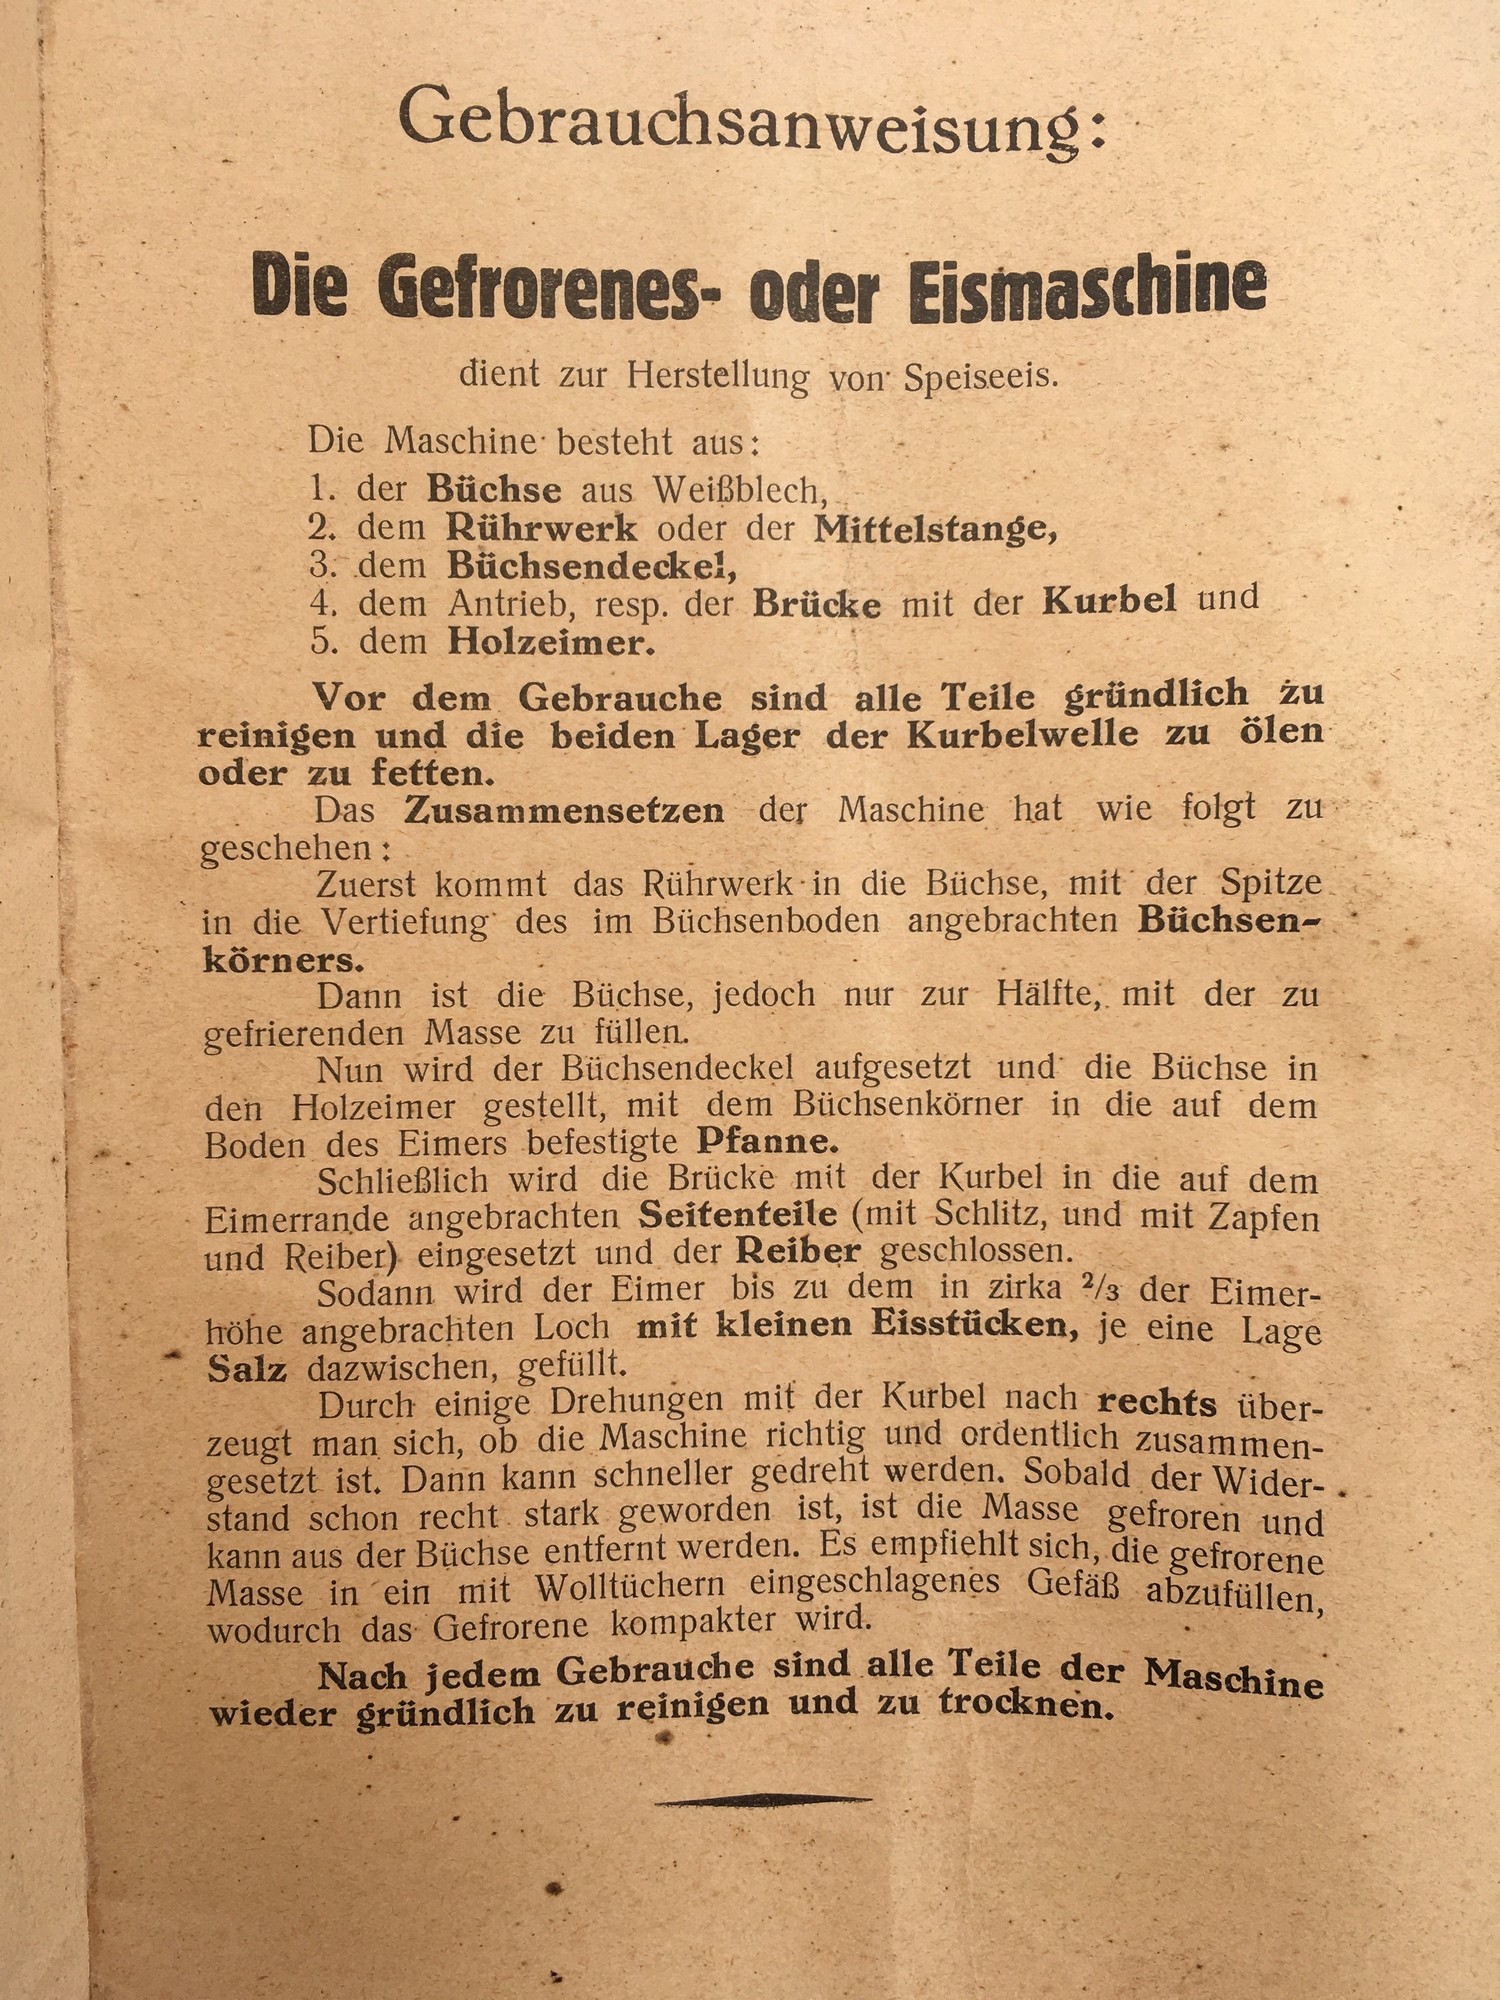 Gebrauchsanweisung:
Die Gefrorenes- oder Eismaschine
dient zur Herstellung von Speiseeis.
Die Maschine besteht aus:
1. der Büchse aus Weißblech,
2. dem Rührwerk oder der Mittelstange,
3. dem Büchsendeckel,
4. dem Antrieb, resp. der Brücke mit der Kurbel und
5. dem Holzeimer.
Vor dem Gebrauche sind alle Teile gründlich zu
reinigen und die beiden Lager der Kurbelwelle zu ölen
oder zu fetten.
Das Zusammensetzen der Maschine hat wie folgt zu
geschehen:
Zuerst kommt das Rührwerk in die Büchse, mit der Spitze
in die Vertiefung des im Büchsenboden angebrachten Büchsen-
körners.
Dann ist die Büchse, jedoch nur zur Hälfte, mit der zu
gefrierenden Masse zu füllen.
Nun wird der Büchsendeckel aufgesetzt und die Büchse in
den Holzeimer gestellt, mit dem Büchsenkörner in die auf dem
Boden des Eimers befestigte Pfanne.
Schließlich wird die Brücke mit der Kurbel in die auf dem
Eimerrande angebrachten Seitenteile (mit Schlitz, und mit Zapfen
und Reiber) eingesetzt und der Reiber geschlossen.
Sodann wird der Eimer bis zu dem in zirka ²/₃ der Eimer-
höhe angebrachten Loch mit kleinen Eisstücken, je eine Lage
Salz dazwischen, gefüllt.
Durch einige Drehungen mit der Kurbel nach rechts über-
zeugt man sich, ob die Maschine richtig und ordentlich zusammen-
gesetzt ist. Dann kann schneller gedreht werden. Sobald der Wider-
stand schon recht stark geworden ist, ist die Masse gefroren und
kann aus der Büchse entfernt werden. Es empfiehlt sich, die gefrorene
Masse in ein mit Wolltüchern eingeschlagenes Gefäß abzufüllen,
wodurch das Gefrorene kompakter wird.
Nach jedem Gebrauche sind alle Teile der Maschine
wieder gründlich zu reinigen und zu trocknen.